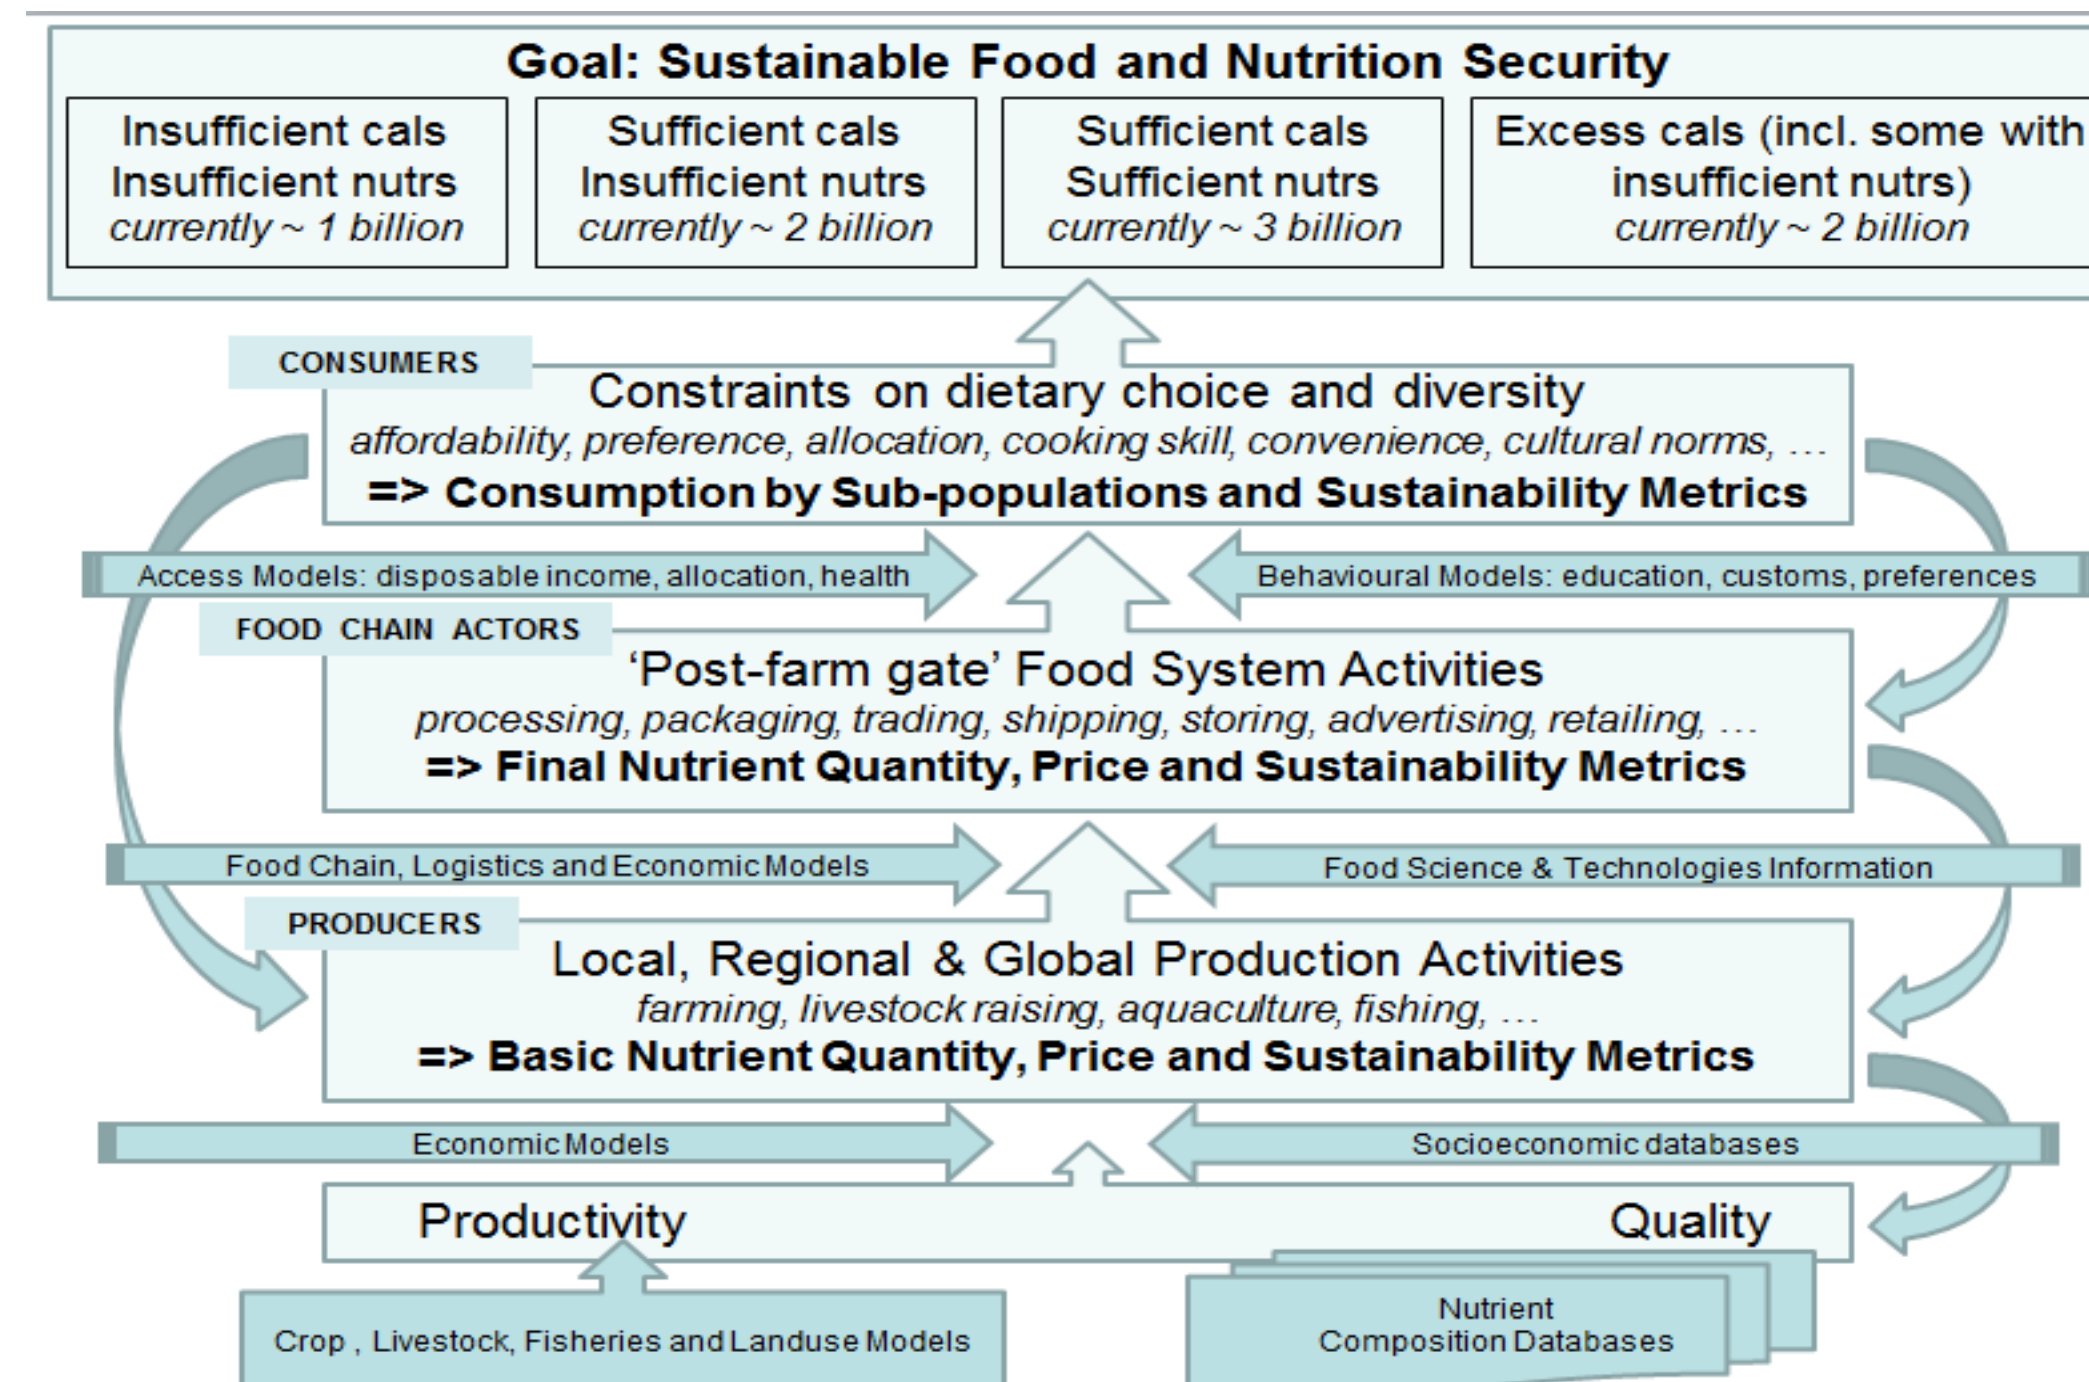 Goal: Sustainable Food and Nutrition Security
Insufficient cals
Insufficient nutrs
currently ~ 1 billion
Sufficient cals
Insufficient nutrs
currently ~ 2 billion
Sufficient cals
Sufficient nutrs
currently ~ 3 billion
Excess cals (incl. some with
insufficient nutrs)
currently ~ 2 billion
CONSUMERS
Constraints on dietary choice and diversity
affordability, preference, allocation, cooking skill, convenience, cultural norms, …
=> Consumption by Sub-populations and Sustainability Metrics
Access Models: disposable income, allocation, health
Behavioural Models: education, customs, preferences
FOOD CHAIN ACTORS
‘Post-farm gate’ Food System Activities
processing, packaging, trading, shipping, storing, advertising, retailing, …
=> Final Nutrient Quantity, Price and Sustainability Metrics
Food Chain, Logistics and Economic Models
Food Science & Technologies Information
PRODUCERS
Local, Regional & Global Production Activities
farming, livestock raising, aquaculture, fishing, …
=> Basic Nutrient Quantity, Price and Sustainability Metrics
Economic Models
Socioeconomic databases
Productivity
Quality
Crop , Livestock, Fisheries and Landuse Models
Nutrient
Composition Databases